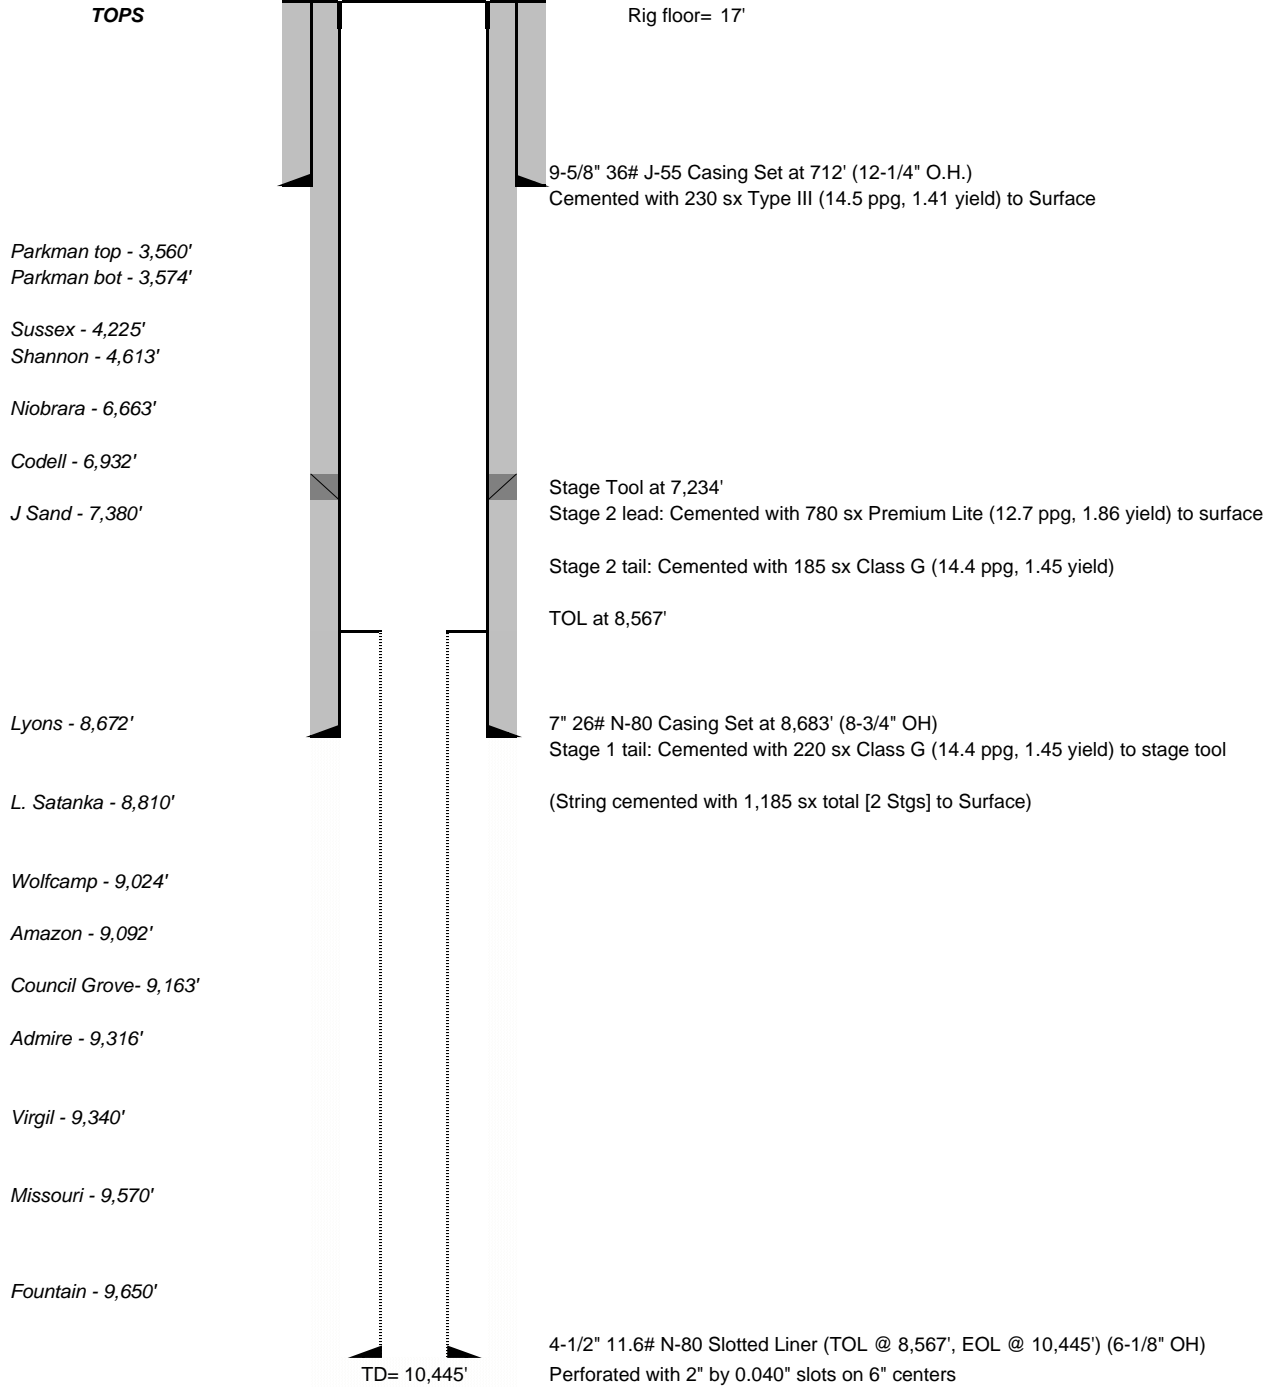 TOPS
Rig floor= 17'
9-5/8" 36# J-55 Casing Set at 712' (12-1/4" O.H.)
Cemented with 230 sx Type III (14.5 ppg, 1.41 yield) to Surface
Parkman top - 3,560'
Parkman bot - 3,574'
Sussex - 4,225'
Shannon - 4,613'
Niobrara - 6,663'
Codell - 6,932'
Stage Tool at 7,234'
J Sand - 7,380'
Stage 2 lead: Cemented with 780 sx Premium Lite (12.7 ppg, 1.86 yield) to surface
Stage 2 tail: Cemented with 185 sx Class G (14.4 ppg, 1.45 yield)
TOL at 8,567'
Lyons - 8,672'
7" 26# N-80 Casing Set at 8,683' (8-3/4" OH)
Stage 1 tail: Cemented with 220 sx Class G (14.4 ppg, 1.45 yield) to stage tool
L. Satanka - 8,810'
(String cemented with 1,185 sx total [2 Stgs] to Surface)
Wolfcamp - 9,024'
Amazon - 9,092'
Council Grove- 9,163'
Admire - 9,316'
Virgil - 9,340'
Missouri - 9,570'
Fountain - 9,650'
4-1/2" 11.6# N-80 Slotted Liner (TOL @ 8,567', EOL @ 10,445') (6-1/8" OH)
TD= 10,445'
Perforated with 2" by 0.040" slots on 6" centers